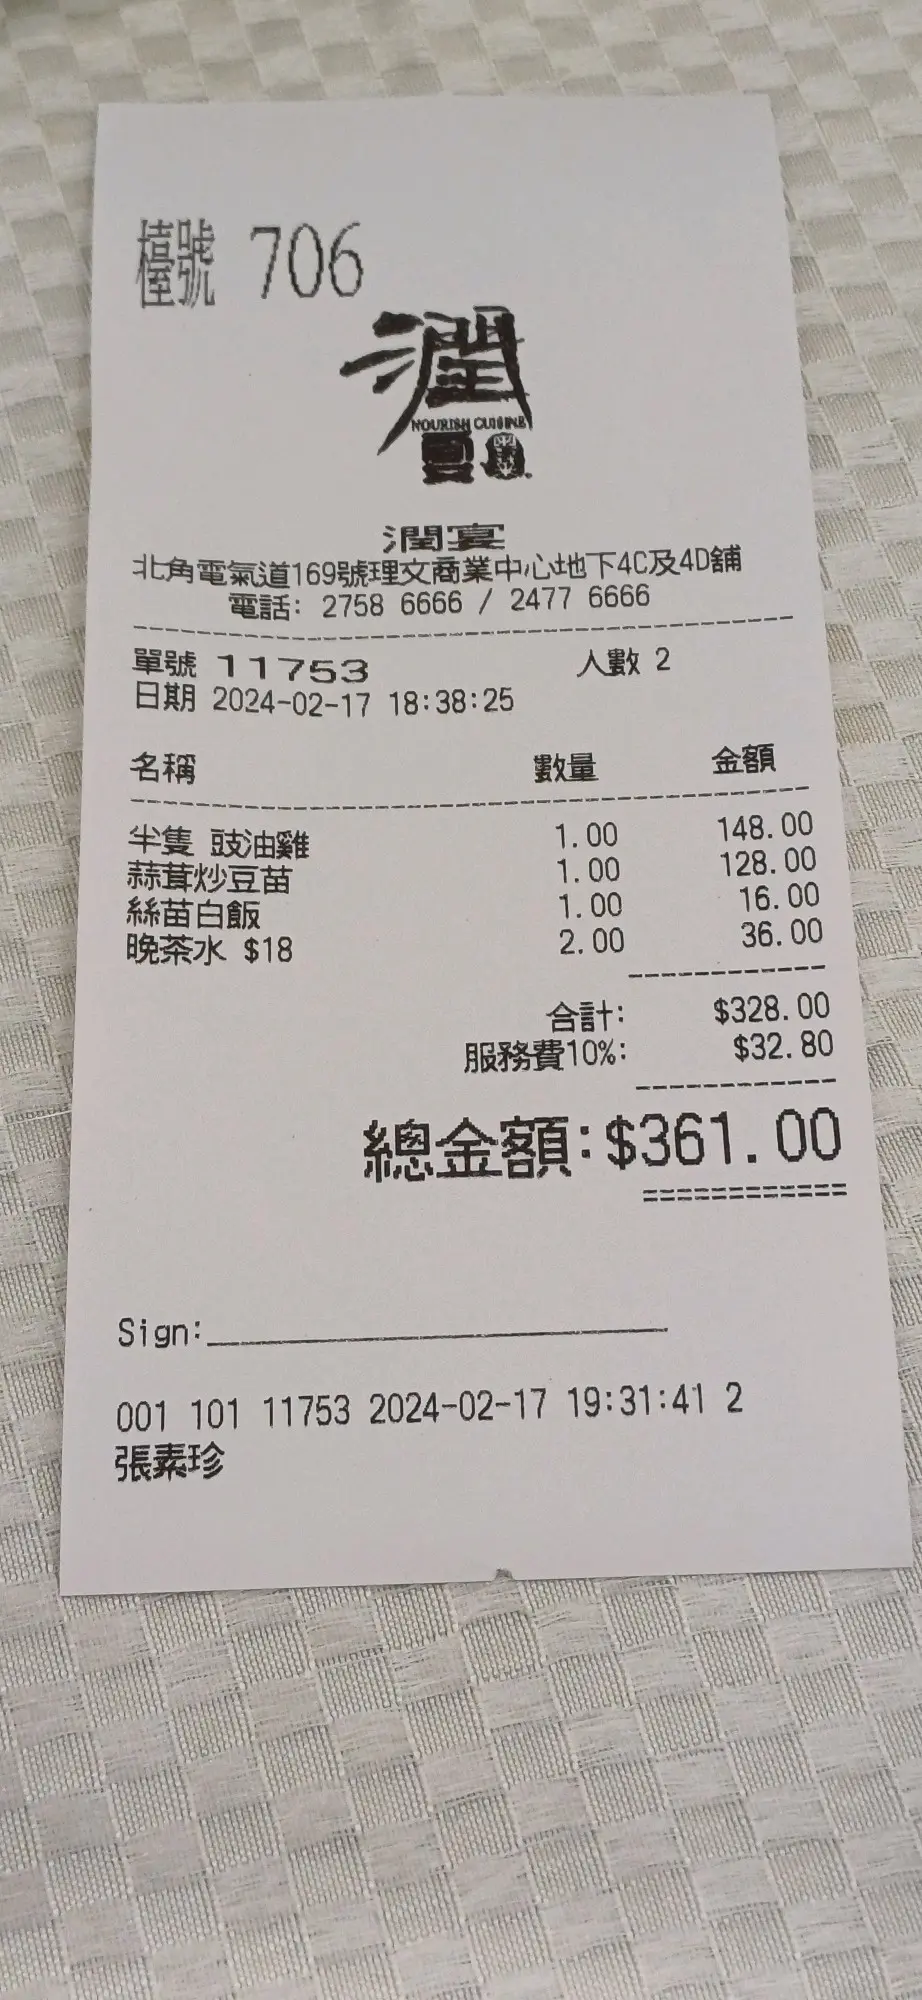 檯號 706
潤
NOURISH CUISINE
潤宴
北角電氣道169號理文商業中心地下4C及4D舖
電話: 2758 6666 / 2477 6666
單號 11753 人數 2
日期 2024-02-17 18:38:25
名稱 數量 金額
半隻 豉油雞 1.00 148.00
蒜茸炒豆苗 1.00 128.00
絲苗白飯 1.00 16.00
晚茶水 $18 2.00 36.00
合計: $328.00
服務費10%: $32.80
總金額:$361.00
Sign:
001 101 11753 2024-02-17 19:31:41 2
張素珍